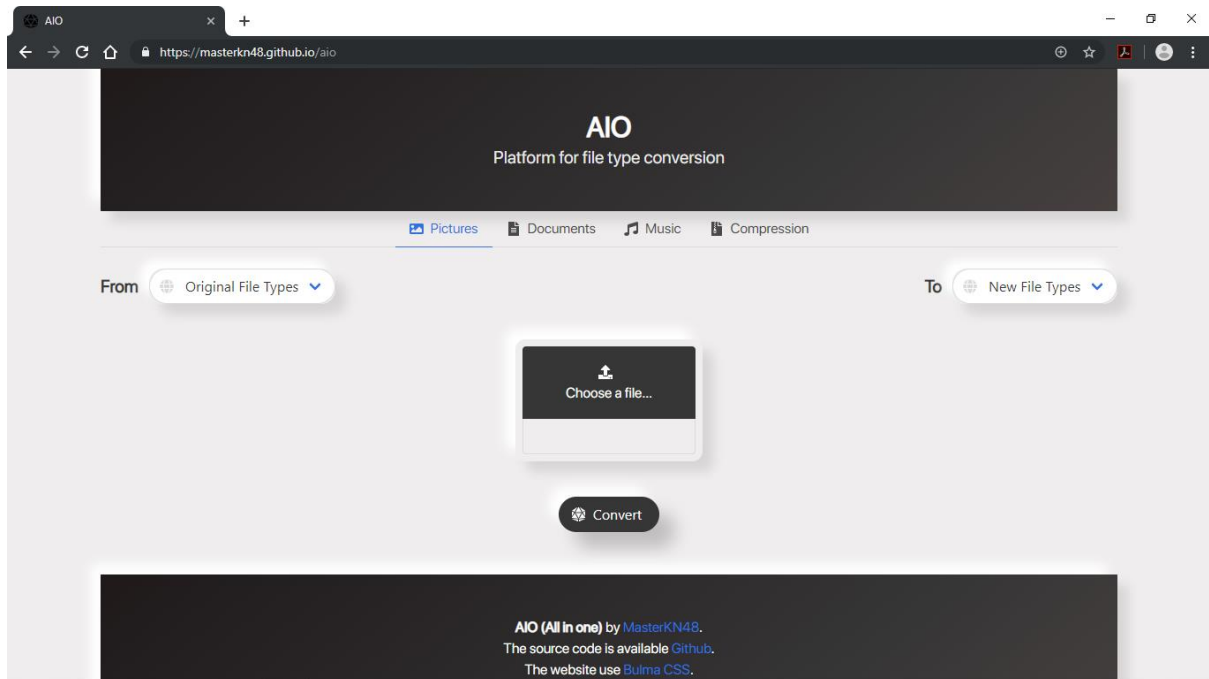 AIO
https://masterkn48.github.io/aio
AIO
Platform for file type conversion
Pictures Documents Music Compression
From Original File Types To New File Types
Choose a file...
Convert
AIO (All in one) by MasterKN48.
The source code is available Github.
The website use Bulma CSS.